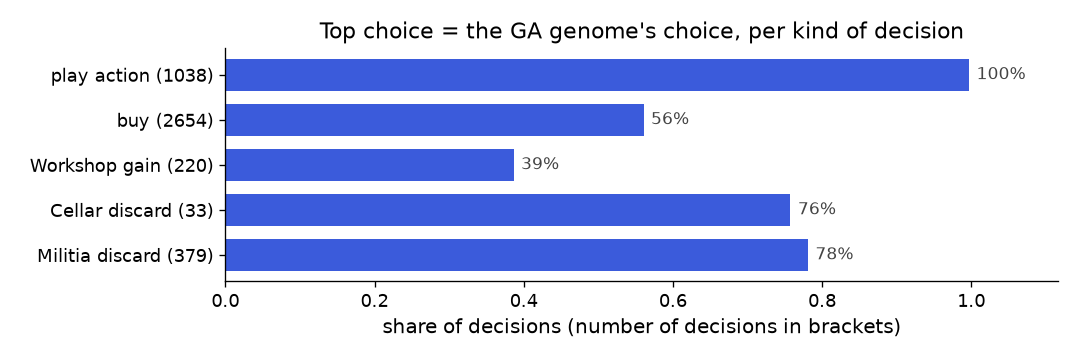 Top choice = the GA genome's choice, per kind of decision
play action (1038)
100%
buy (2654)
56%
Workshop gain (220)
39%
Cellar discard (33)
76%
Militia discard (379)
78%
0.0 0.2 0.4 0.6 0.8 1.0
share of decisions (number of decisions in brackets)